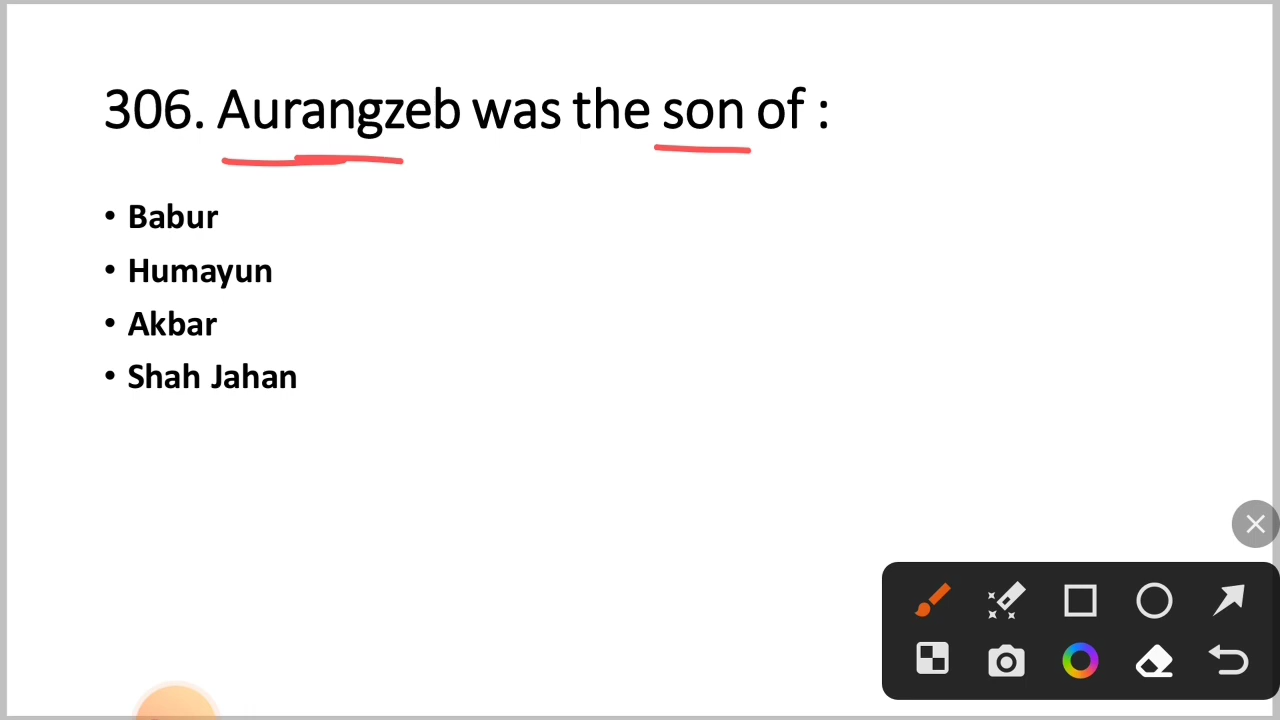 306. Aurangzeb was the son of :
• Babur
• Humayun
• Akbar
• Shah Jahan